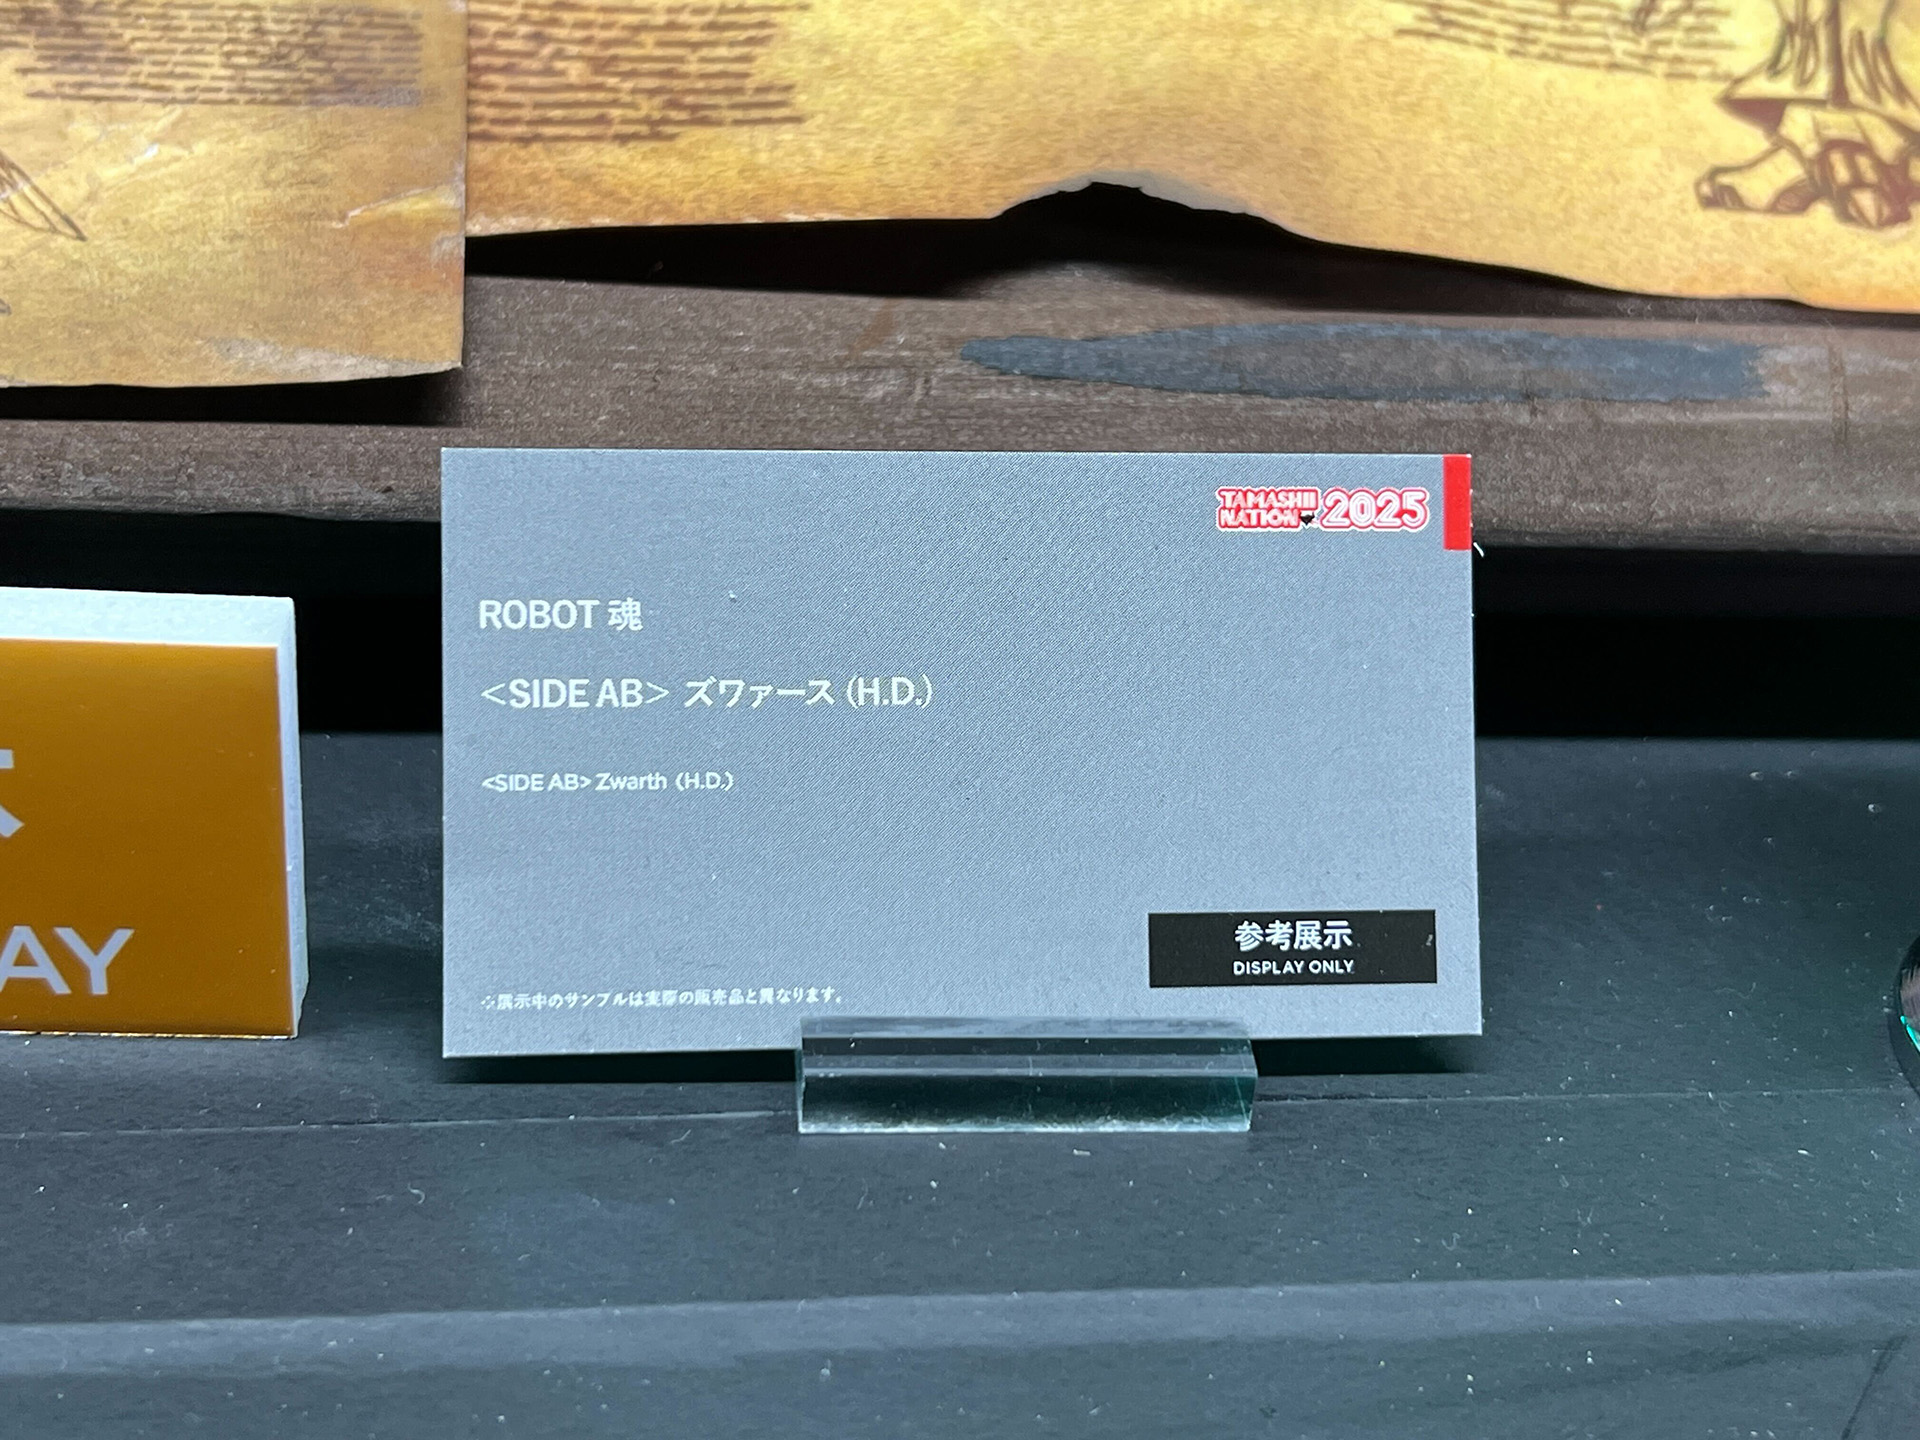 TAMASHII
NATION 2025
ROBOT 魂
<SIDE AB> ズワァース (H.D.)
<SIDE AB> Zwarth (H.D.)
参考展示
DISPLAY ONLY
※展示中のサンプルは実際の販売品と異なります。
AY